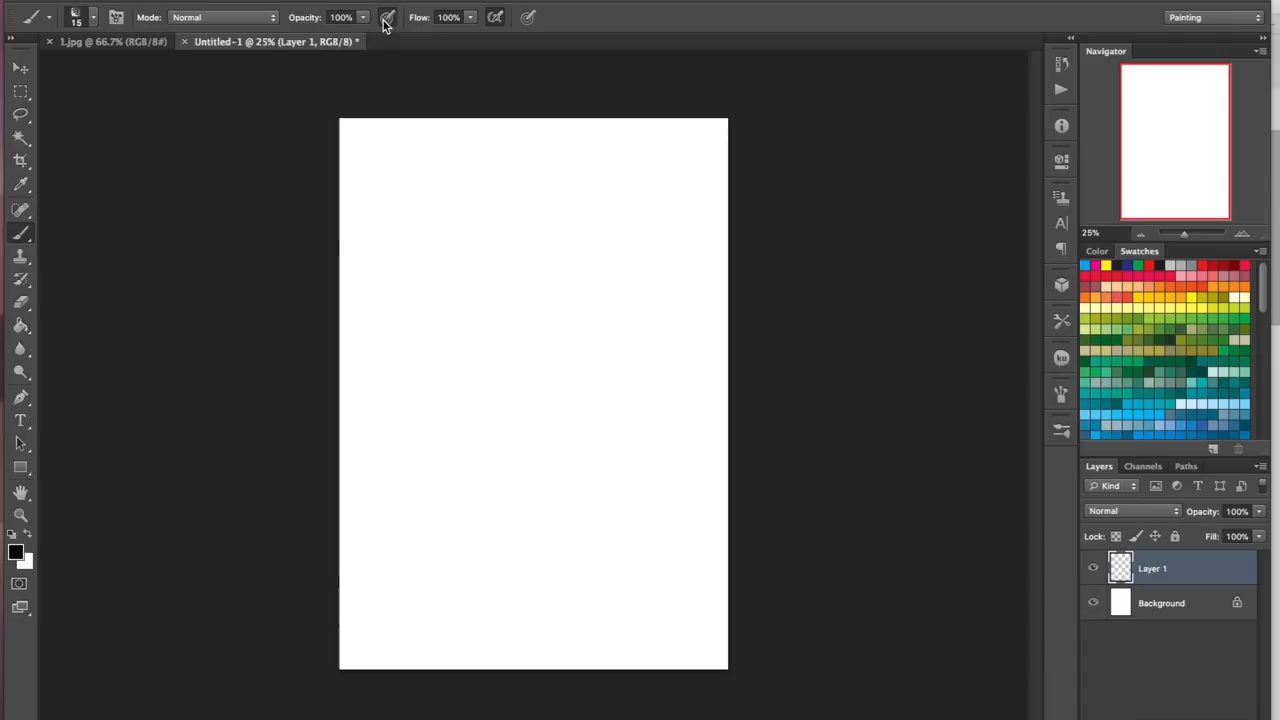 15 Mode: Normal Opacity: 100% Flow: 100% Painting
1.jpg @ 66.7% (RGB/8#) Untitled-1 @ 25% (Layer 1, RGB/8) *
Navigator
25%
Color Swatches
A
ku
T
Layers Channels Paths
Kind T
Normal Opacity: 100%
Lock: Fill: 100%
Layer 1
Background